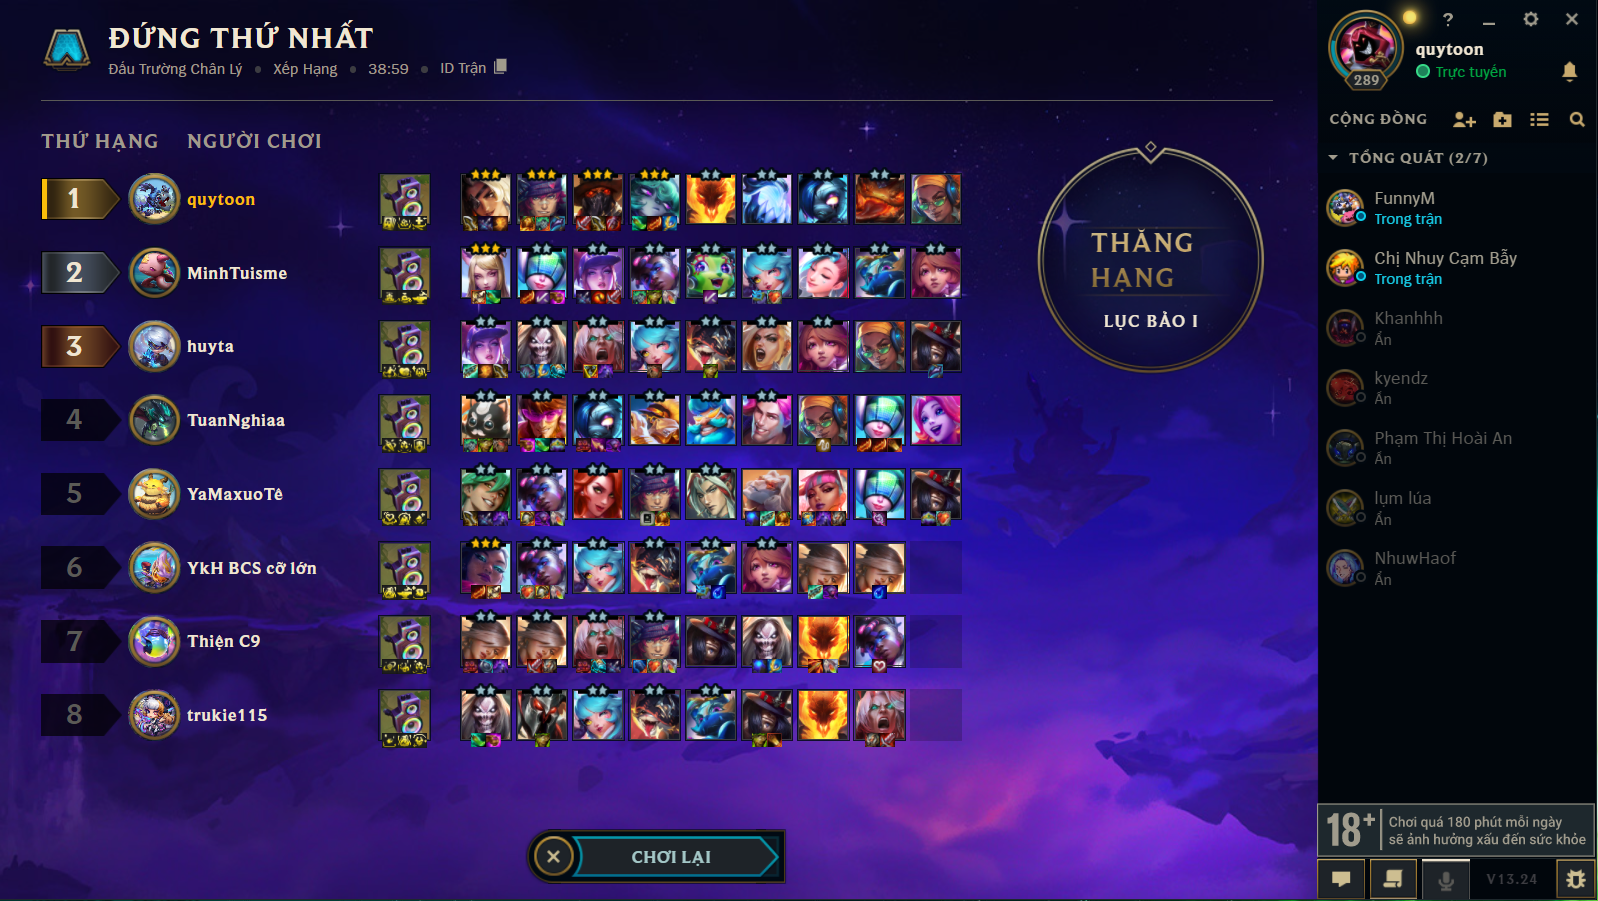 ĐỨNG THỨ NHẤT
Đấu Trường Chân Lý • Xếp Hạng • 38:59 • ID Trận
THỨ HẠNG NGƯỜI CHƠI
1 quytoon
2 MinhTuisme
3 huyta
4 TuanNghiaa
5 YaMaxuoTê
6 YkH BCS cỡ lớn
7 Thiện C9
8 trukie115
THĂNG
HẠNG
LỤC BẢO I
CHƠI LẠI
?
quytoon
289
Trực tuyến
CỘNG ĐỒNG
TỔNG QUÁT (2/7)
FunnyM
Trong trận
Chị Nhuy Cạm Bẫy
Trong trận
Khanhhh
Ẩn
kyendz
Ẩn
Phạm Thị Hoài An
Ẩn
lụm lúa
Ẩn
NhuwHaof
Ẩn
18+
Chơi quá 180 phút mỗi ngày
sẽ ảnh hưởng xấu đến sức khỏe
V13.24